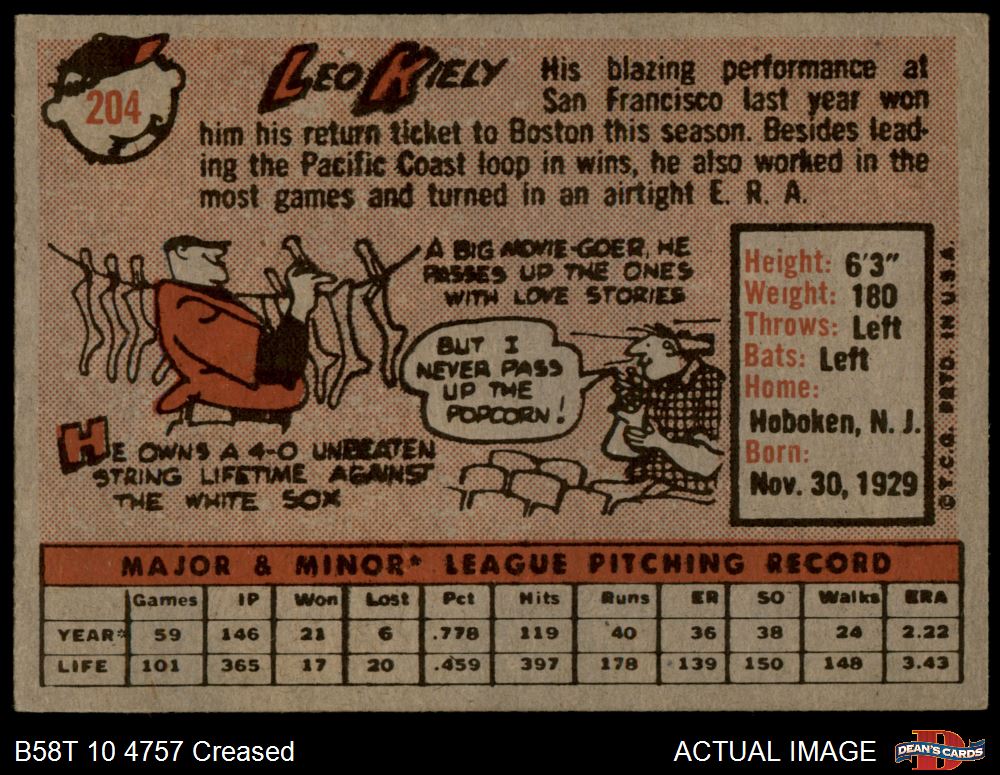 204
LEO KIELY
His blazing performance at
San Francisco last year won
him his return ticket to Boston this season. Besides lead-
ing the Pacific Coast loop in wins, he also worked in the
most games and turned in an airtight E. R. A.
A BIG MOVIE-GOER, HE
PASSES UP THE ONES
WITH LOVE STORIES
BUT I
NEVER PASS
UP THE
POPCORN!
HE OWNS A 4-0 UNBEATEN
STRING LIFETIME AGAINST
THE WHITE SOX
Height: 6'3"
Weight: 180
Throws: Left
Bats: Left
Home:
Hoboken, N. J.
Born:
Nov. 30, 1929
© T.C.G. PRTD. IN U.S.A.
MAJOR & MINOR* LEAGUE PITCHING RECORD
Games IP Won Lost Pct Hits Runs ER SO Walks ERA
YEAR* 59 146 21 6 .778 119 40 36 38 24 2.22
LIFE 101 365 17 20 .459 397 178 139 150 148 3.43
B58T 10 4757 Creased
ACTUAL IMAGE
DEAN'S CARDS